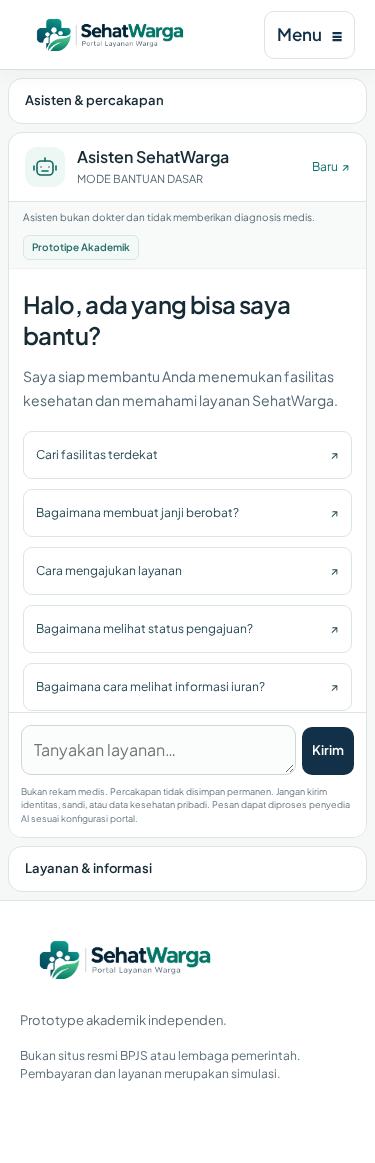 SehatWarga
Portal Layanan Warga
Menu
Asisten & percakapan
Asisten SehatWarga
MODE BANTUAN DASAR
Baru
Asisten bukan dokter dan tidak memberikan diagnosis medis.
Prototipe Akademik
Halo, ada yang bisa saya
bantu?
Saya siap membantu Anda menemukan fasilitas
kesehatan dan memahami layanan SehatWarga.
Cari fasilitas terdekat
Bagaimana membuat janji berobat?
Cara mengajukan layanan
Bagaimana melihat status pengajuan?
Bagaimana cara melihat informasi iuran?
Tanyakan layanan...
Kirim
Bukan rekam medis. Percakapan tidak disimpan permanen. Jangan kirim
identitas, sandi, atau data kesehatan pribadi. Pesan dapat diproses penyedia
AI sesuai konfigurasi portal.
Layanan & informasi
SehatWarga
Portal Layanan Warga
Prototype akademik independen.
Bukan situs resmi BPJS atau lembaga pemerintah.
Pembayaran dan layanan merupakan simulasi.